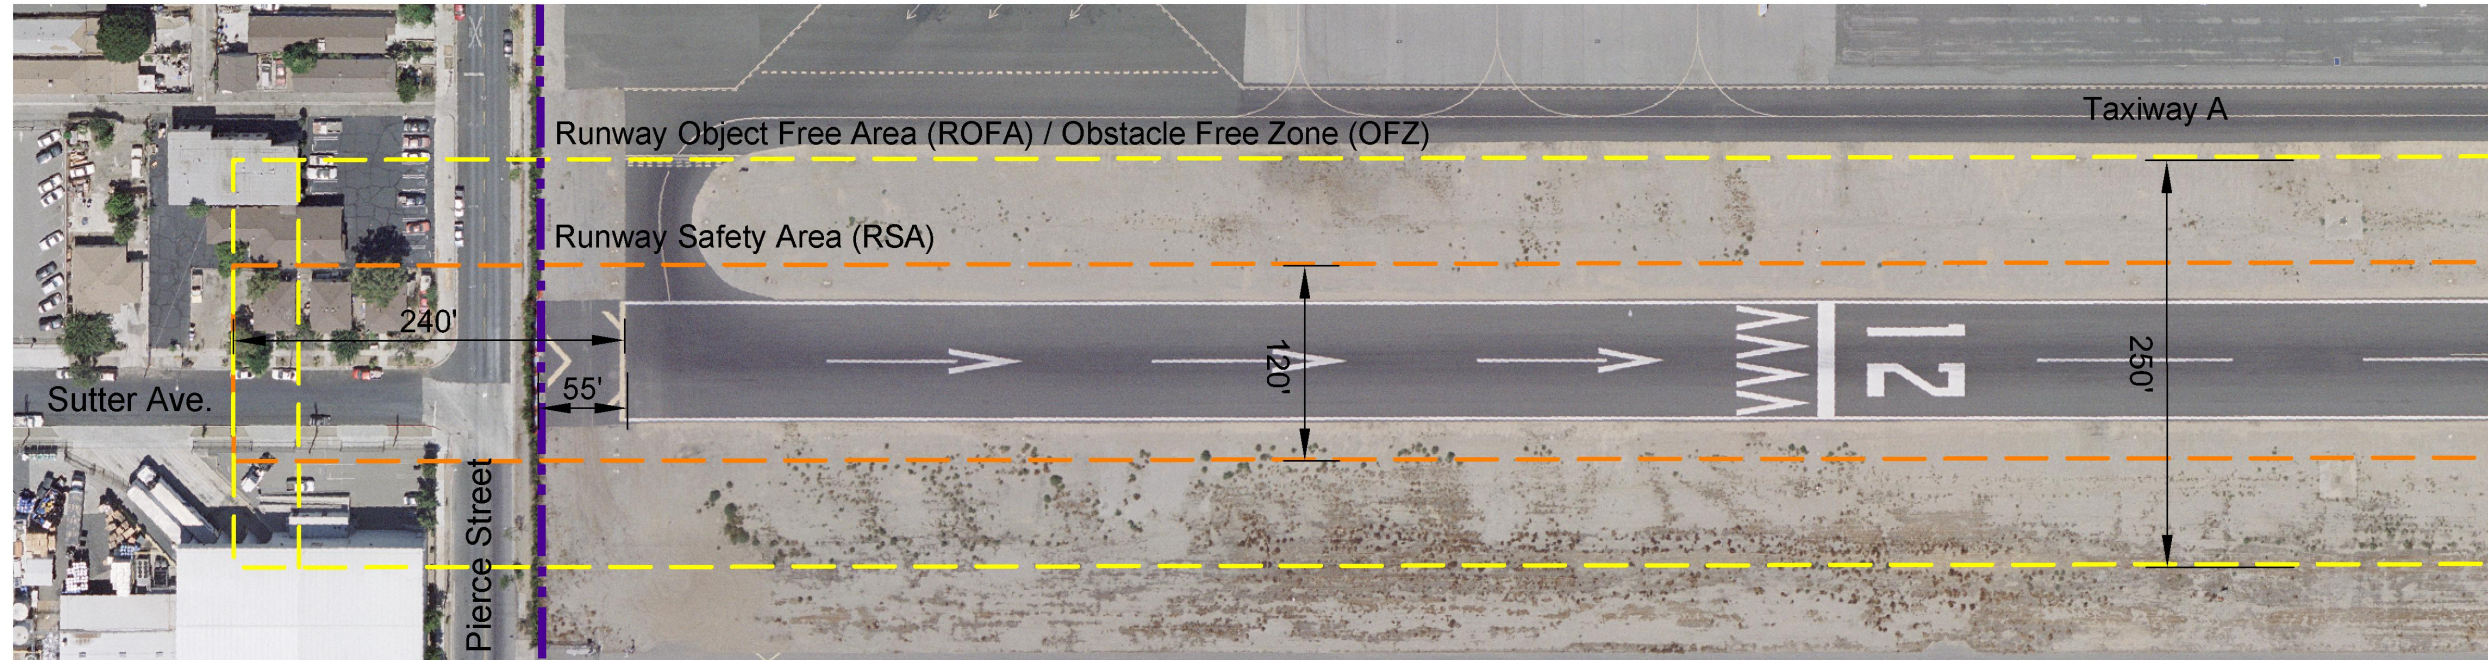 Taxiway A
Runway Object Free Area (ROFA) / Obstacle Free Zone (OFZ)
Runway Safety Area (RSA)
240'
55'
120'
12
250'
Sutter Ave.
Pierce Street